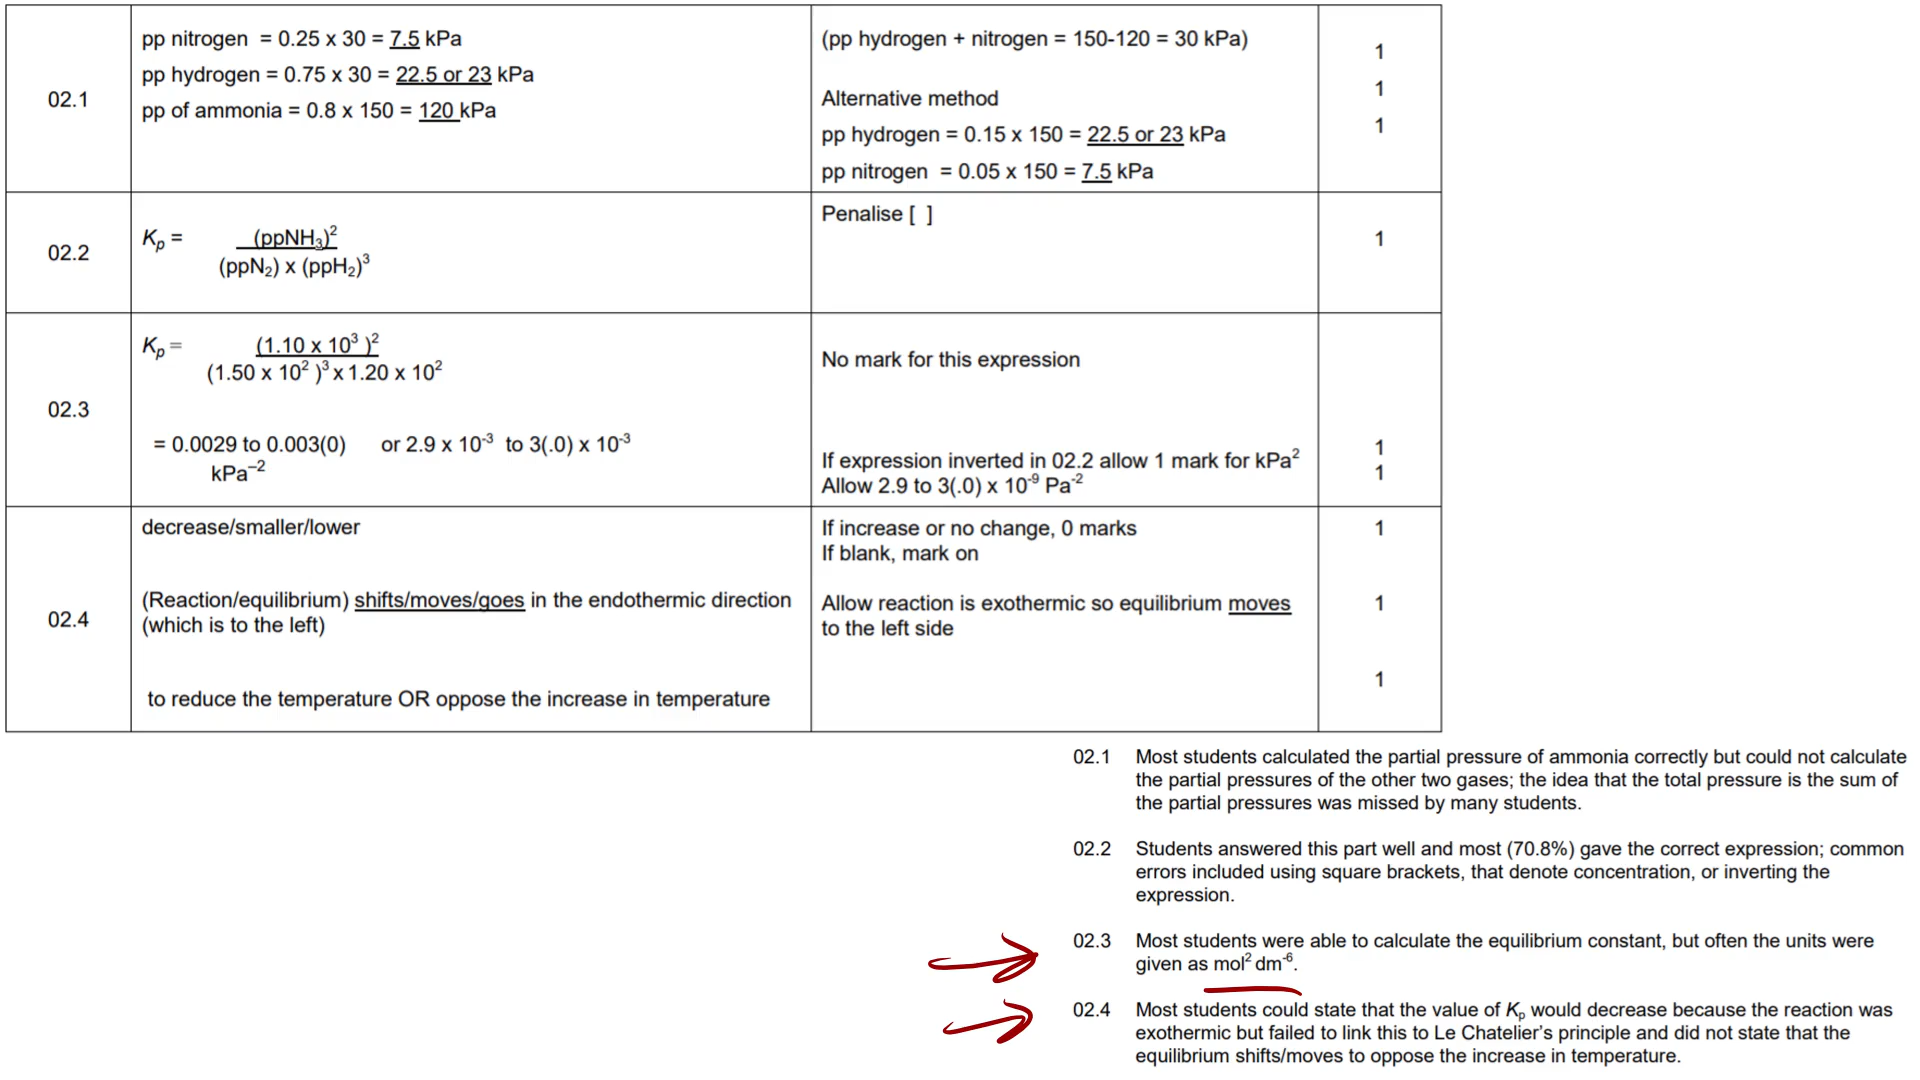 02.1
pp nitrogen = 0.25 x 30 = 7.5 kPa
pp hydrogen = 0.75 x 30 = 22.5 or 23 kPa
pp of ammonia = 0.8 x 150 = 120 kPa
(pp hydrogen + nitrogen = 150-120 = 30 kPa)
Alternative method
pp hydrogen = 0.15 x 150 = 22.5 or 23 kPa
pp nitrogen = 0.05 x 150 = 7.5 kPa
1
1
1
02.2
Kp = (ppNH₃)²
(ppN₂) x (ppH₂)³
Penalise [ ]
1
02.3
Kp = (1.10 x 10³ )²
(1.50 x 10² )³ x 1.20 x 10²
= 0.0029 to 0.003(0) or 2.9 x 10⁻³ to 3(.0) x 10⁻³
kPa⁻²
No mark for this expression
If expression inverted in 02.2 allow 1 mark for kPa²
Allow 2.9 to 3(.0) x 10⁻⁹ Pa⁻²
1
1
02.4
decrease/smaller/lower
(Reaction/equilibrium) shifts/moves/goes in the endothermic direction
(which is to the left)
to reduce the temperature OR oppose the increase in temperature
If increase or no change, 0 marks
If blank, mark on
Allow reaction is exothermic so equilibrium moves
to the left side
1
1
1
02.1 Most students calculated the partial pressure of ammonia correctly but could not calculate
the partial pressures of the other two gases; the idea that the total pressure is the sum of
the partial pressures was missed by many students.
02.2 Students answered this part well and most (70.8%) gave the correct expression; common
errors included using square brackets, that denote concentration, or inverting the
expression.
02.3 Most students were able to calculate the equilibrium constant, but often the units were
given as mol² dm⁻⁶.
02.4 Most students could state that the value of Kp would decrease because the reaction was
exothermic but failed to link this to Le Chatelier's principle and did not state that the
equilibrium shifts/moves to oppose the increase in temperature.